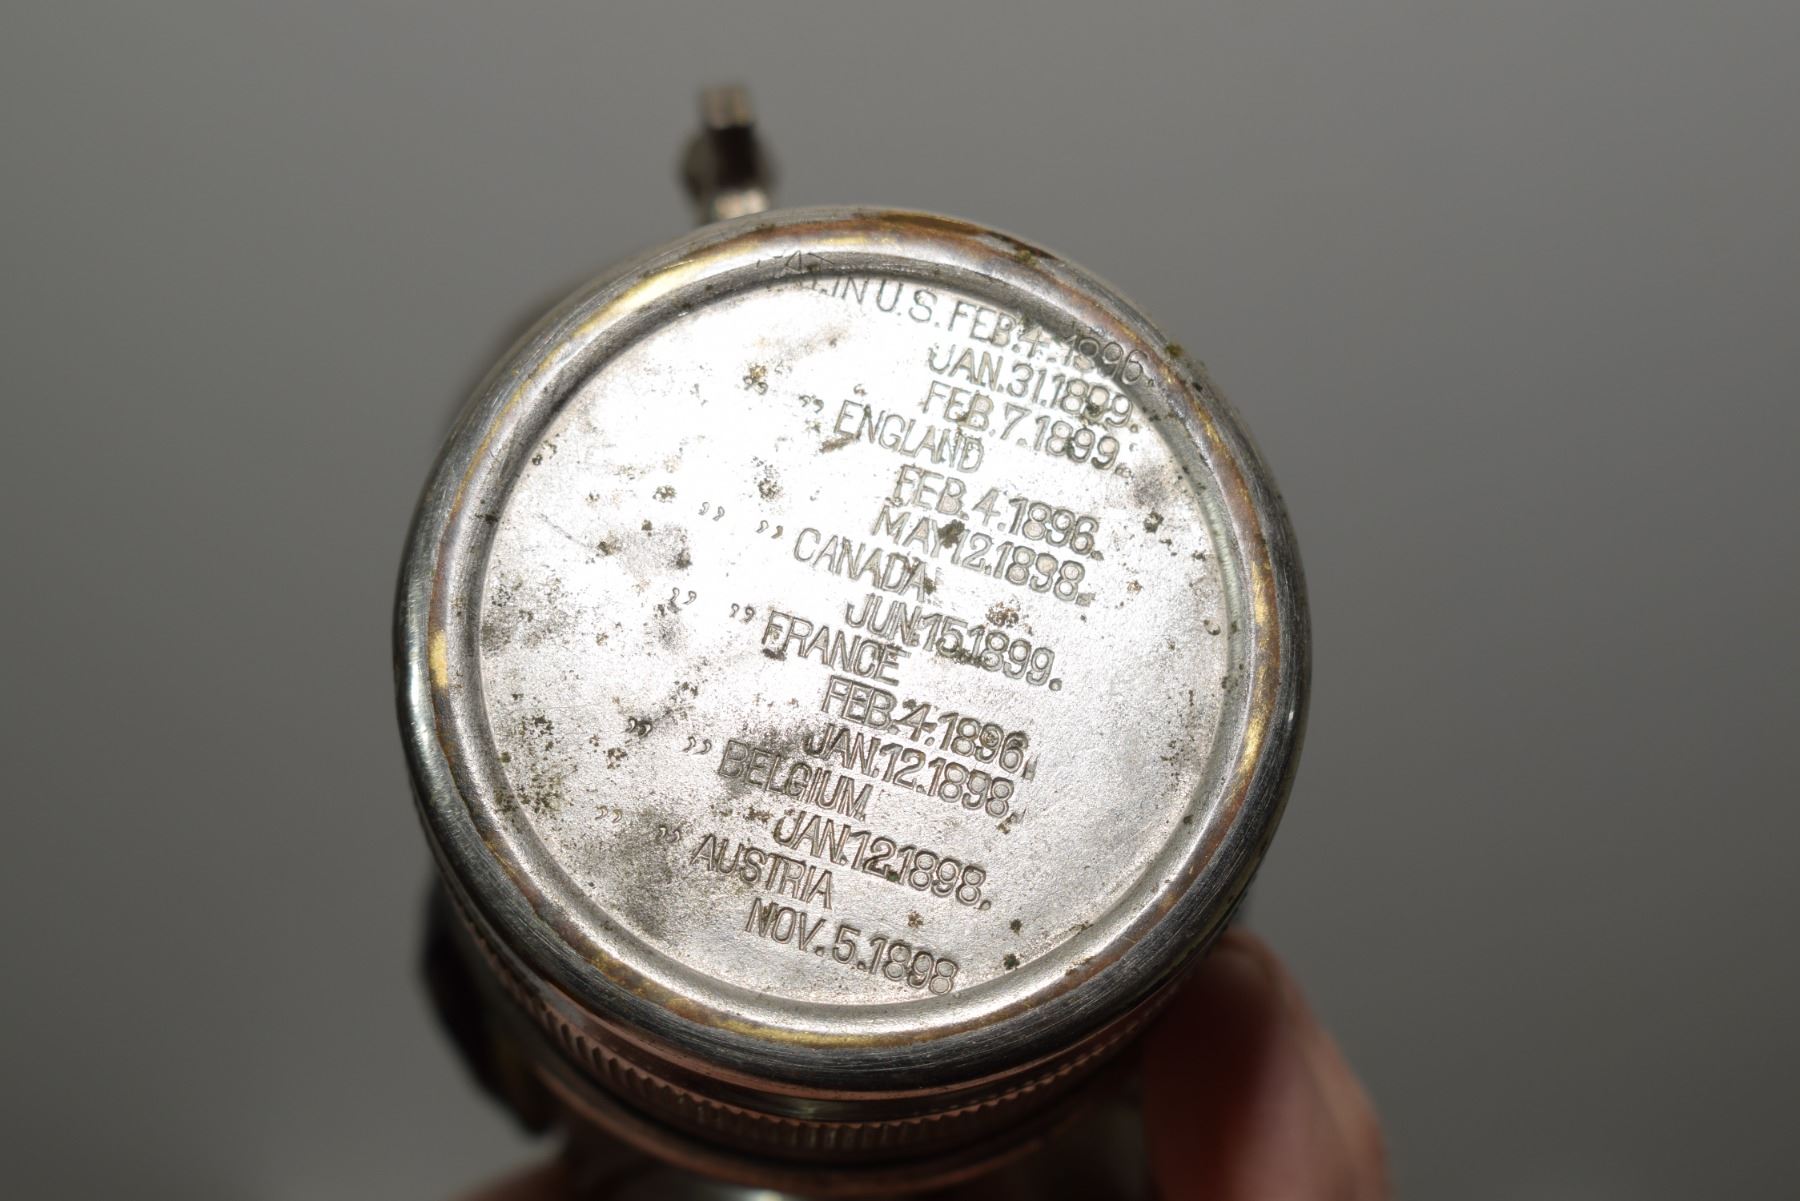 PAT. IN U.S. FEB. 4. 1896.
JAN. 31. 1899.
FEB. 7. 1899.
,, ,, ENGLAND
FEB. 4. 1896.
MAY 12. 1898.
,, ,, CANADA.
JUN. 15. 1899.
,, ,, FRANCE
FEB. 4. 1896.
JAN. 12. 1898.
,, ,, BELGIUM.
JAN. 12. 1898.
,, ,, AUSTRIA
NOV. 5. 1898